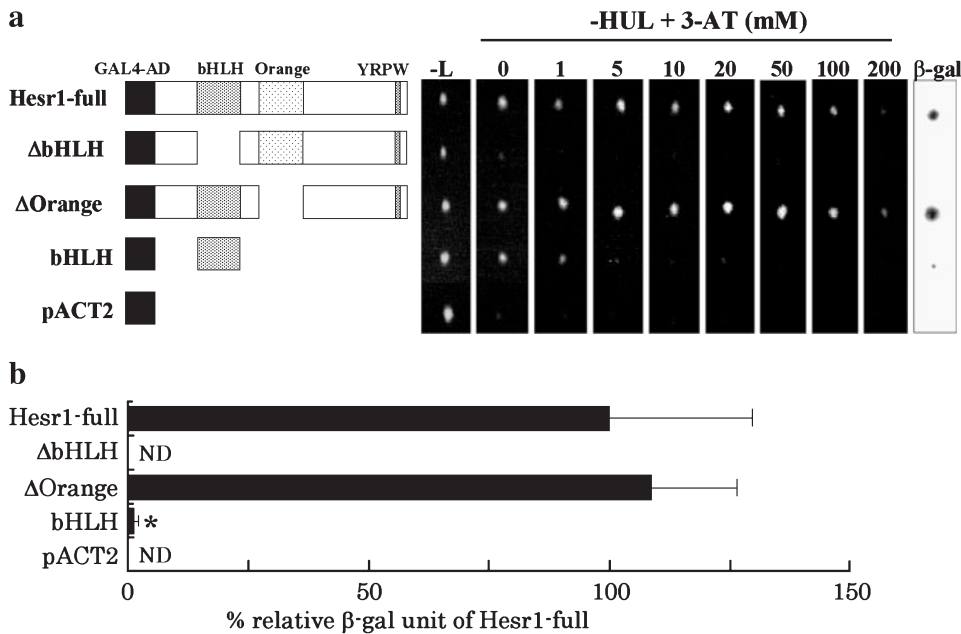 a
-HUL + 3-AT (mM)
GAL4-AD bHLH Orange YRPW -L 0 1 5 10 20 50 100 200 β-gal
Hesr1-full
ΔbHLH
ΔOrange
bHLH
pACT2
b
Hesr1-full
ΔbHLH ND
ΔOrange
bHLH *
pACT2 ND
0 50 100 150
% relative β-gal unit of Hesr1-full